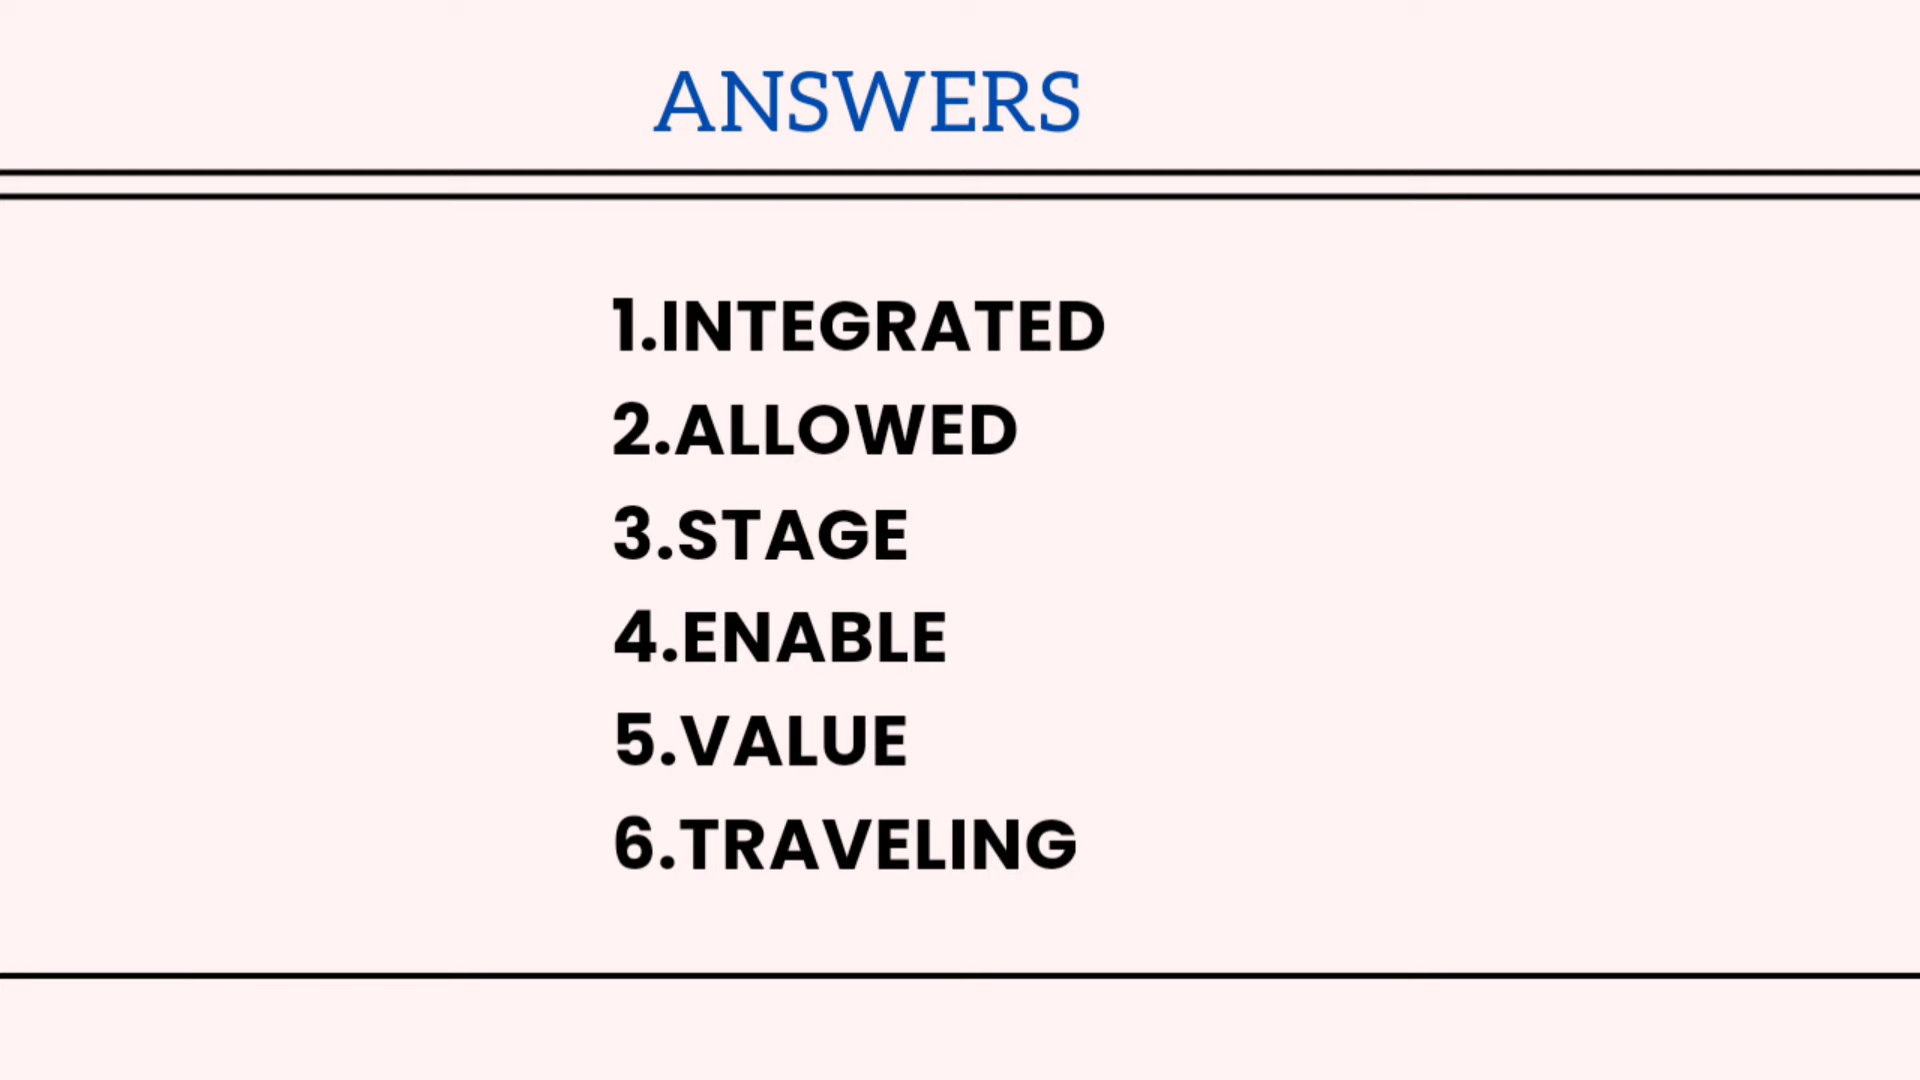 ANSWERS
1.INTEGRATED
2.ALLOWED
3.STAGE
4.ENABLE
5.VALUE
6.TRAVELING